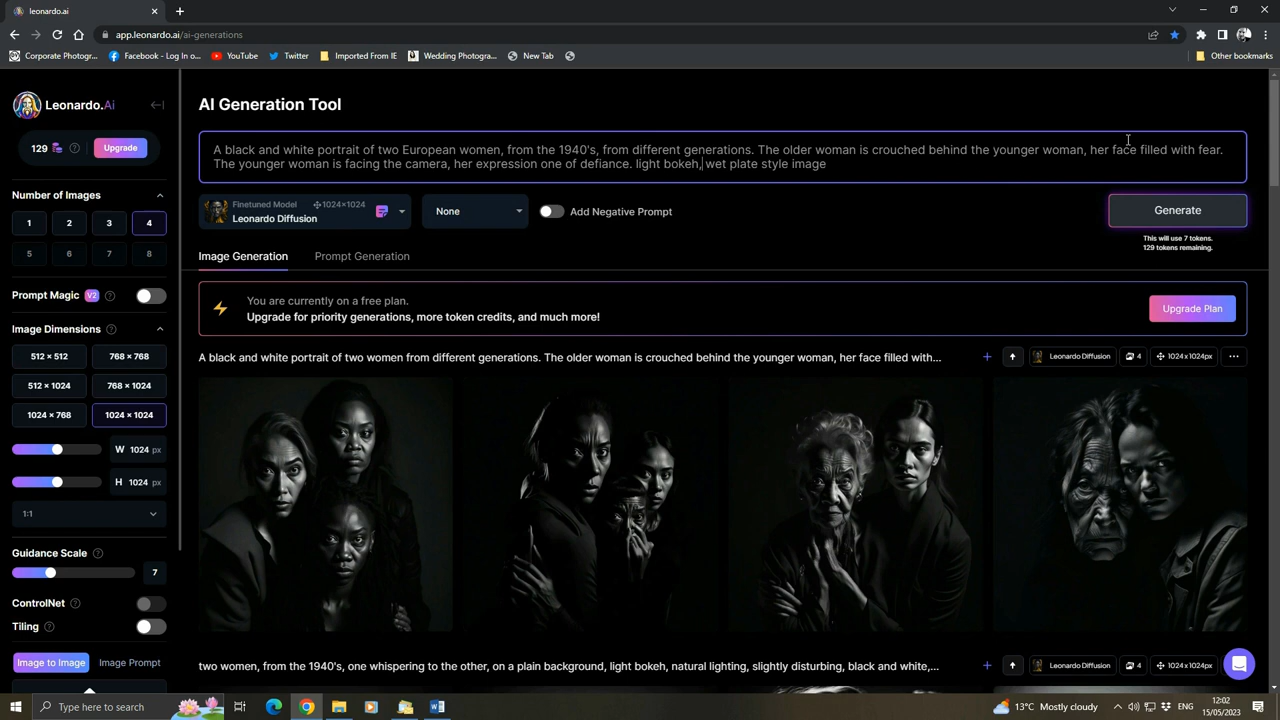 leonardo.ai
app.leonardo.ai/ai-generations
Corporate Photogr...
Facebook - Log In o...
YouTube
Twitter
Imported From IE
Wedding Photogra...
New Tab
Other bookmarks
Leonardo.Ai
129
Upgrade
Number of Images
1 2 3 4
5 6 7 8
Prompt Magic V2
Image Dimensions
512 × 512 768 × 768
512 × 1024 768 × 1024
1024 × 768 1024 × 1024
W 1024 px
H 1024 px
1:1
Guidance Scale
7
ControlNet
Tiling
Image to Image Image Prompt
AI Generation Tool
A black and white portrait of two European women, from the 1940's, from different generations. The older woman is crouched behind the younger woman, her face filled with fear.
The younger woman is facing the camera, her expression one of defiance. light bokeh, wet plate style image
Finetuned Model 1024×1024
Leonardo Diffusion
None
Add Negative Prompt
Generate
This will use 7 tokens.
129 tokens remaining.
Image Generation Prompt Generation
You are currently on a free plan.
Upgrade for priority generations, more token credits, and much more!
Upgrade Plan
A black and white portrait of two women from different generations. The older woman is crouched behind the younger woman, her face filled with...
Leonardo Diffusion 4 1024x1024px
two women, from the 1940's, one whispering to the other, on a plain background, light bokeh, natural lighting, slightly disturbing, black and white,...
Leonardo Diffusion 4 1024x1024px
Type here to search
13°C Mostly cloudy
ENG
12:02
15/05/2023